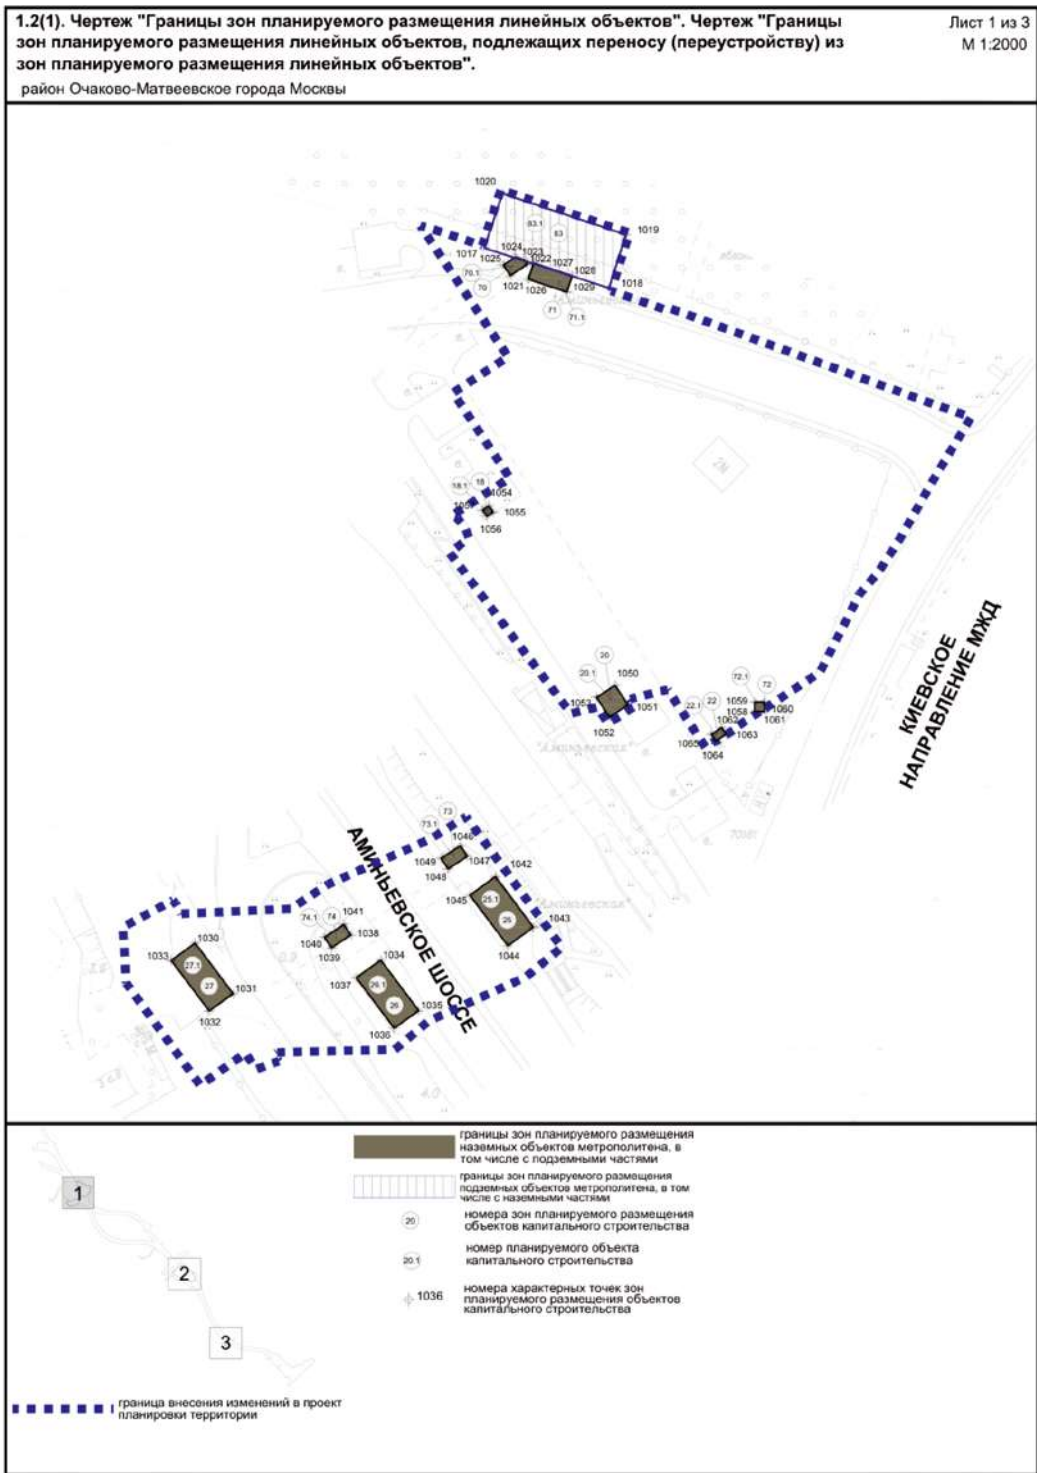 1.2(1). Чертеж "Границы зон планируемого размещения линейных объектов". Чертеж "Границы
зон планируемого размещения линейных объектов, подлежащих переносу (переустройству) из
зон планируемого размещения линейных объектов".
район Очаково-Матвеевское города Москвы
Лист 1 из 3
М 1:2000
1020
83.1
83
1019
1017
1024
1023
1025
1022
1027
1028
70.1
70
1021
1026
1029
1018
71
71.1
2М
18.1
18
1054
1055
1056
20
20.1
1050
1053
1051
1052
"Аминьевская"
72.1
72
22.1
22
1059
1058
1060
1061
1062
1063
1065
1064
КИЕВСКОЕ
НАПРАВЛЕНИЕ МЖД
73
73.1
1046
1049
1047
1048
1042
1045
25.1
25
1043
1044
"Аминьевская"
АМИНЬЕВСКОЕ ШОССЕ
74.1
74
1041
1040
1038
1039
1030
1033
27.1
27
1031
1032
1034
1037
26.1
26
1035
1036
4.0
1
2
3
границы зон планируемого размещения
наземных объектов метрополитена, в
том числе с подземными частями
границы зон планируемого размещения
подземных объектов метрополитена, в том
числе с наземными частями
20
номера зон планируемого размещения
объектов капитального строительства
20.1
номер планируемого объекта
капитального строительства
1036
номера характерных точек зон
планируемого размещения объектов
капитального строительства
граница внесения изменений в проект
планировки территории